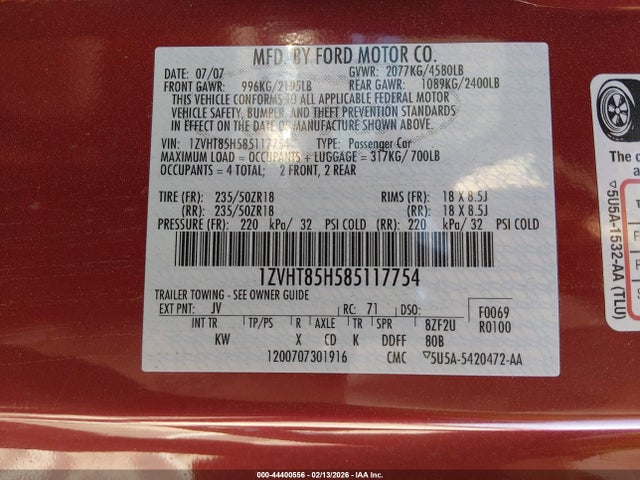 MFD. BY FORD MOTOR CO.
DATE: 07/07 GVWR: 2077KG/4580LB
FRONT GAWR: 996KG/2195LB REAR GAWR: 1089KG/2400LB
THIS VEHICLE CONFORMS TO ALL APPLICABLE FEDERAL MOTOR
VEHICLE SAFETY, BUMPER, AND THEFT PREVENTION STANDARDS
IN EFFECT ON THE DATE OF MANUFACTURE SHOWN ABOVE.
VIN: 1ZVHT85H585117754 TYPE: Passenger Car
MAXIMUM LOAD = OCCUPANTS + LUGGAGE = 317KG/ 700LB
OCCUPANTS = 4 TOTAL; 2 FRONT, 2 REAR
TIRE (FR): 235/50ZR18 RIMS (FR): 18 X 8.5J
(RR): 235/50ZR18 (RR): 18 X 8.5J
PRESSURE (FR): 220 kPa/ 32 PSI COLD (RR): 220 kPa/ 32 PSI COLD
1ZVHT85H585117754
TRAILER TOWING - SEE OWNER GUIDE
EXT PNT: JV RC: 71 DSO: F0069
INT TR TP/PS R AXLE TR SPR 8ZF2U R0100
KW X CD K DDFF 80B
1200707301916 CMC ▽5U5A-5420472-AA
The co
a
▽5U5A-1532-AA (TLU)
000-44400556 - 02/13/2026 - IAA Inc.